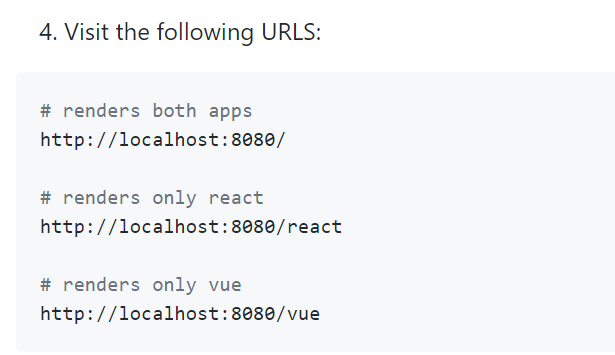 4. Visit the following URLS:
# renders both apps
http://localhost:8080/
# renders only react
http://localhost:8080/react
# renders only vue
http://localhost:8080/vue